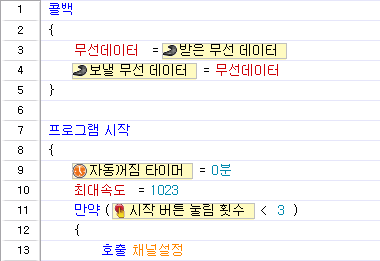 1 콜백
2 {
3 무선데이터 = 받은 무선 데이터
4 보낼 무선 데이터 = 무선데이터
5 }
6
7 프로그램 시작
8 {
9 자동꺼짐 타이머 = 0분
10 최대속도 = 1023
11 만약 ( 시작 버튼 눌림 횟수 < 3 )
12 {
13 호출 채널설정